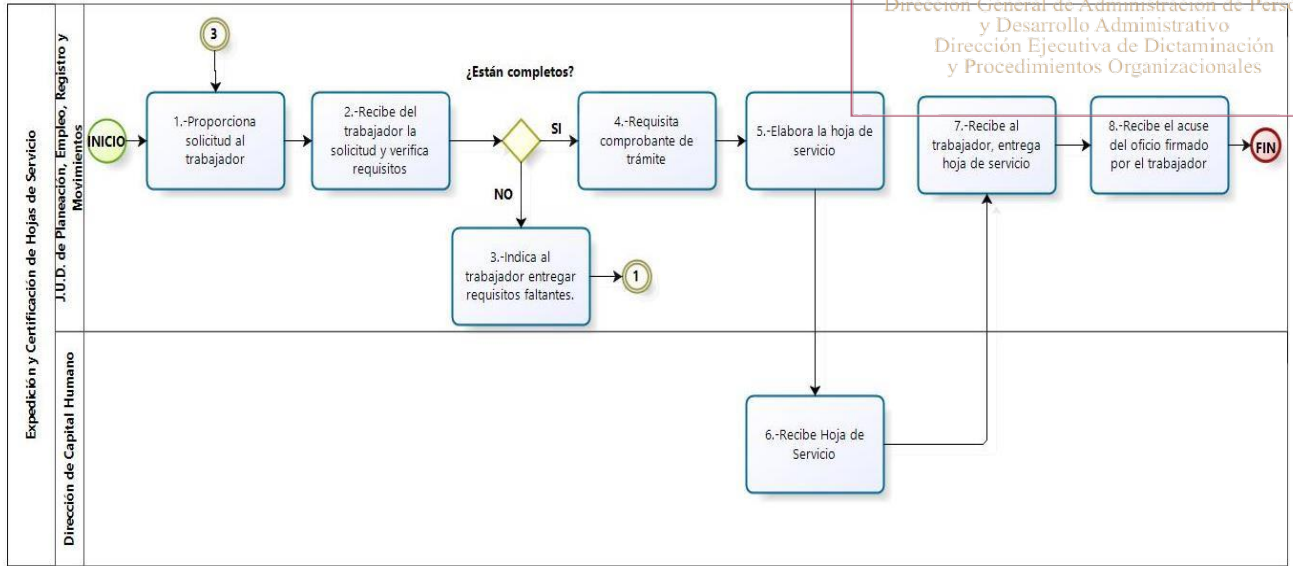 Dirección General de Administración de Perso
y Desarrollo Administrativo
Dirección Ejecutiva de Dictaminación
y Procedimientos Organizacionales
Expedición y Certificación de Hojas de Servicio
J.U.D. de Planeación, Empleo, Registro y
Movimientos
3
¿Están completos?
INICIO
1.-Proporciona
solicitud al
trabajador
2.-Recibe del
trabajador la
solicitud y verifica
requisitos
SI
NO
4.-Requisita
comprobante de
trámite
5.-Elabora la hoja de
servicio
7.-Recibe al
trabajador, entrega
hoja de servicio
8.-Recibe el acuse
del oficio firmado
por el trabajador
FIN
3.-Indica al
trabajador entregar
requisitos faltantes.
1
Dirección de Capital Humano
6.-Recibe Hoja de
Servicio